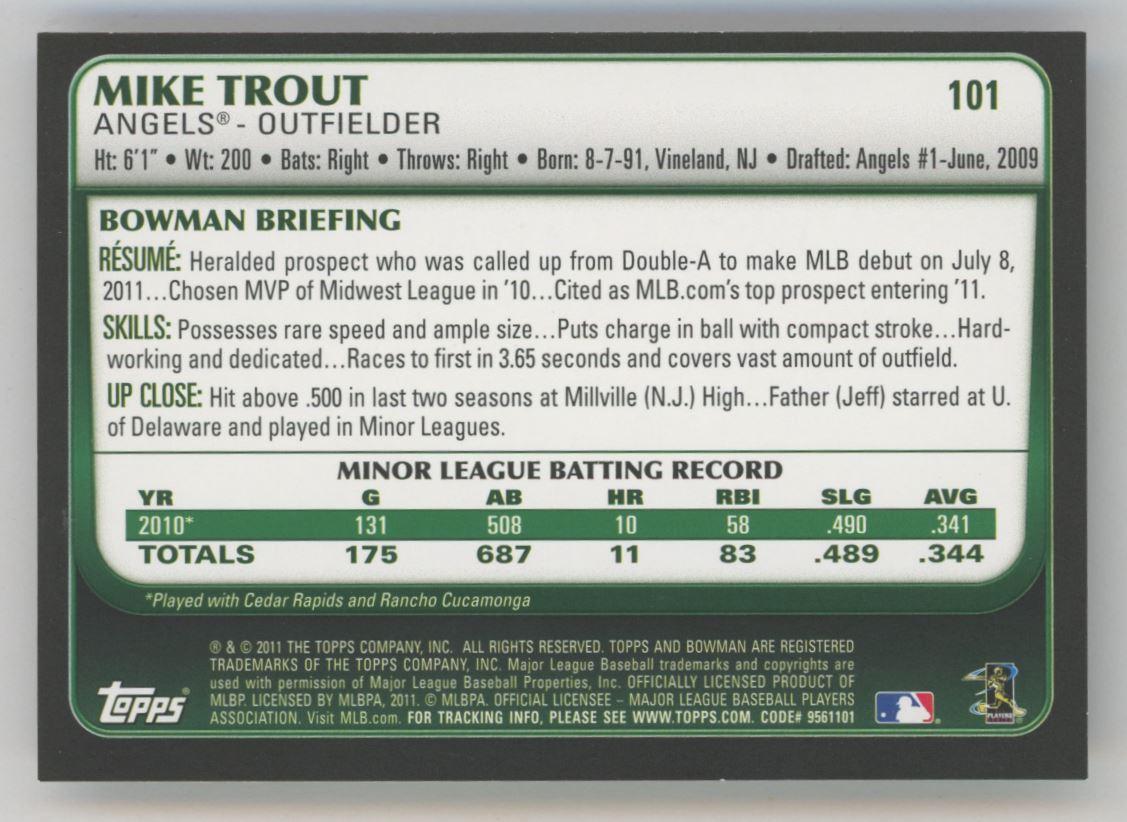 MIKE TROUT
101
ANGELS® - OUTFIELDER
Ht: 6'1" • Wt: 200 • Bats: Right • Throws: Right • Born: 8-7-91, Vineland, NJ • Drafted: Angels #1-June, 2009
BOWMAN BRIEFING
RÉSUMÉ: Heralded prospect who was called up from Double-A to make MLB debut on July 8,
2011...Chosen MVP of Midwest League in '10...Cited as MLB.com's top prospect entering '11.
SKILLS: Possesses rare speed and ample size...Puts charge in ball with compact stroke...Hard-
working and dedicated...Races to first in 3.65 seconds and covers vast amount of outfield.
UP CLOSE: Hit above .500 in last two seasons at Millville (N.J.) High...Father (Jeff) starred at U.
of Delaware and played in Minor Leagues.
MINOR LEAGUE BATTING RECORD
YR G AB HR RBI SLG AVG
2010* 131 508 10 58 .490 .341
TOTALS 175 687 11 83 .489 .344
*Played with Cedar Rapids and Rancho Cucamonga
® & © 2011 THE TOPPS COMPANY, INC. ALL RIGHTS RESERVED. TOPPS AND BOWMAN ARE REGISTERED
TRADEMARKS OF THE TOPPS COMPANY, INC. Major League Baseball trademarks and copyrights are
used with permission of Major League Baseball Properties, Inc. OFFICIALLY LICENSED PRODUCT OF
MLBP. LICENSED BY MLBPA, 2011. © MLBPA. OFFICIAL LICENSEE – MAJOR LEAGUE BASEBALL PLAYERS
ASSOCIATION. Visit MLB.com. FOR TRACKING INFO, PLEASE SEE WWW.TOPPS.COM. CODE# 9561101
Topps®
PLAYERS